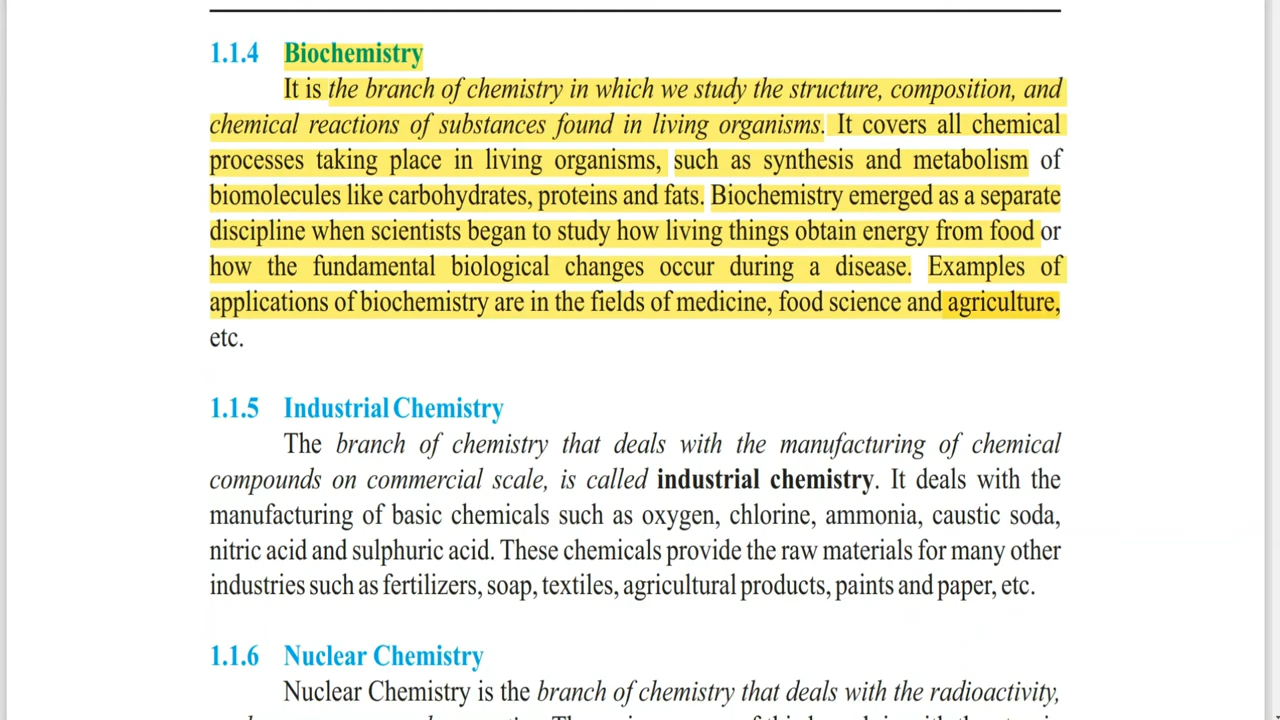 1.1.4 Biochemistry
It is the branch of chemistry in which we study the structure, composition, and
chemical reactions of substances found in living organisms. It covers all chemical
processes taking place in living organisms, such as synthesis and metabolism of
biomolecules like carbohydrates, proteins and fats. Biochemistry emerged as a separate
discipline when scientists began to study how living things obtain energy from food or
how the fundamental biological changes occur during a disease. Examples of
applications of biochemistry are in the fields of medicine, food science and agriculture,
etc.
1.1.5 Industrial Chemistry
The branch of chemistry that deals with the manufacturing of chemical
compounds on commercial scale, is called industrial chemistry. It deals with the
manufacturing of basic chemicals such as oxygen, chlorine, ammonia, caustic soda,
nitric acid and sulphuric acid. These chemicals provide the raw materials for many other
industries such as fertilizers, soap, textiles, agricultural products, paints and paper, etc.
1.1.6 Nuclear Chemistry
Nuclear Chemistry is the branch of chemistry that deals with the radioactivity,